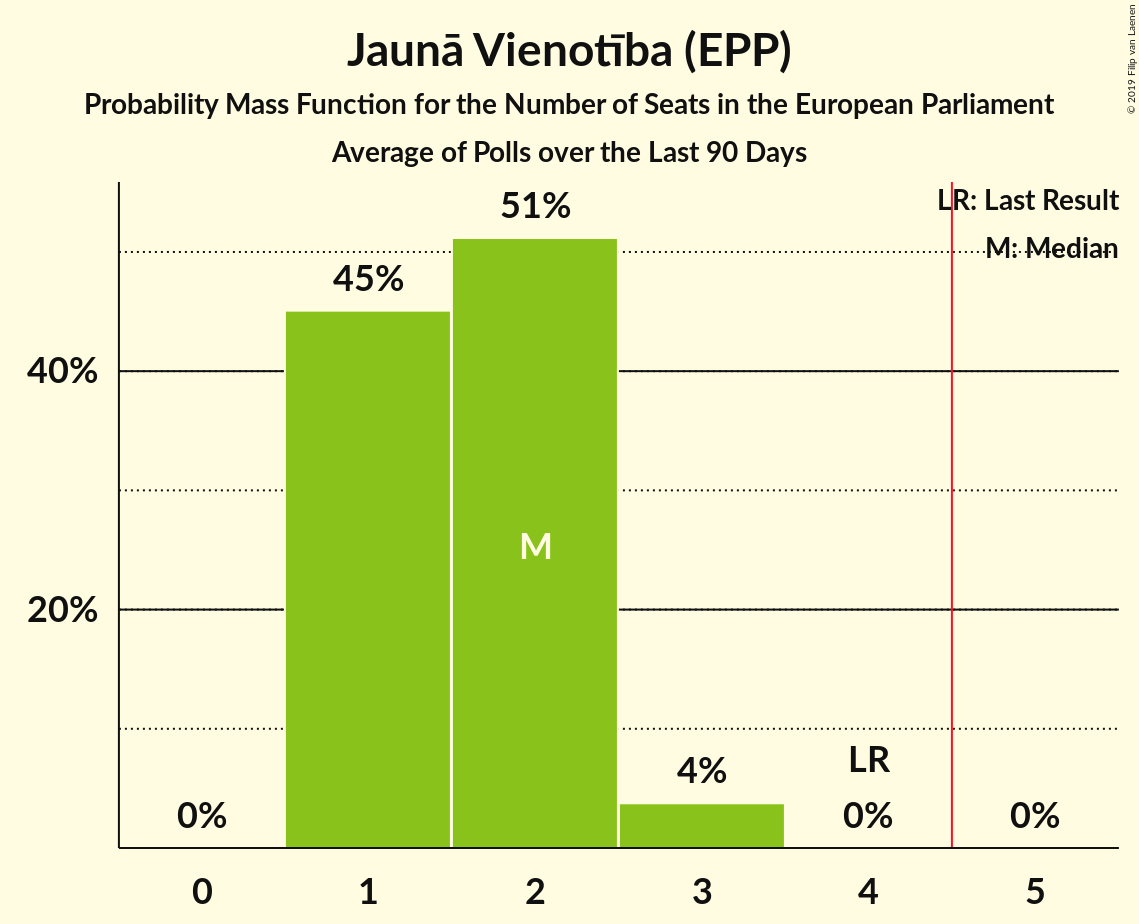 Jaunā Vienotība (EPP)
Probability Mass Function for the Number of Seats in the European Parliament
Average of Polls over the Last 90 Days
© 2019 Filip van Laenen
LR: Last Result
M: Median
51%
45%
40%
M
20%
LR
4%
0%
0%
0%
0
1
2
3
4
5